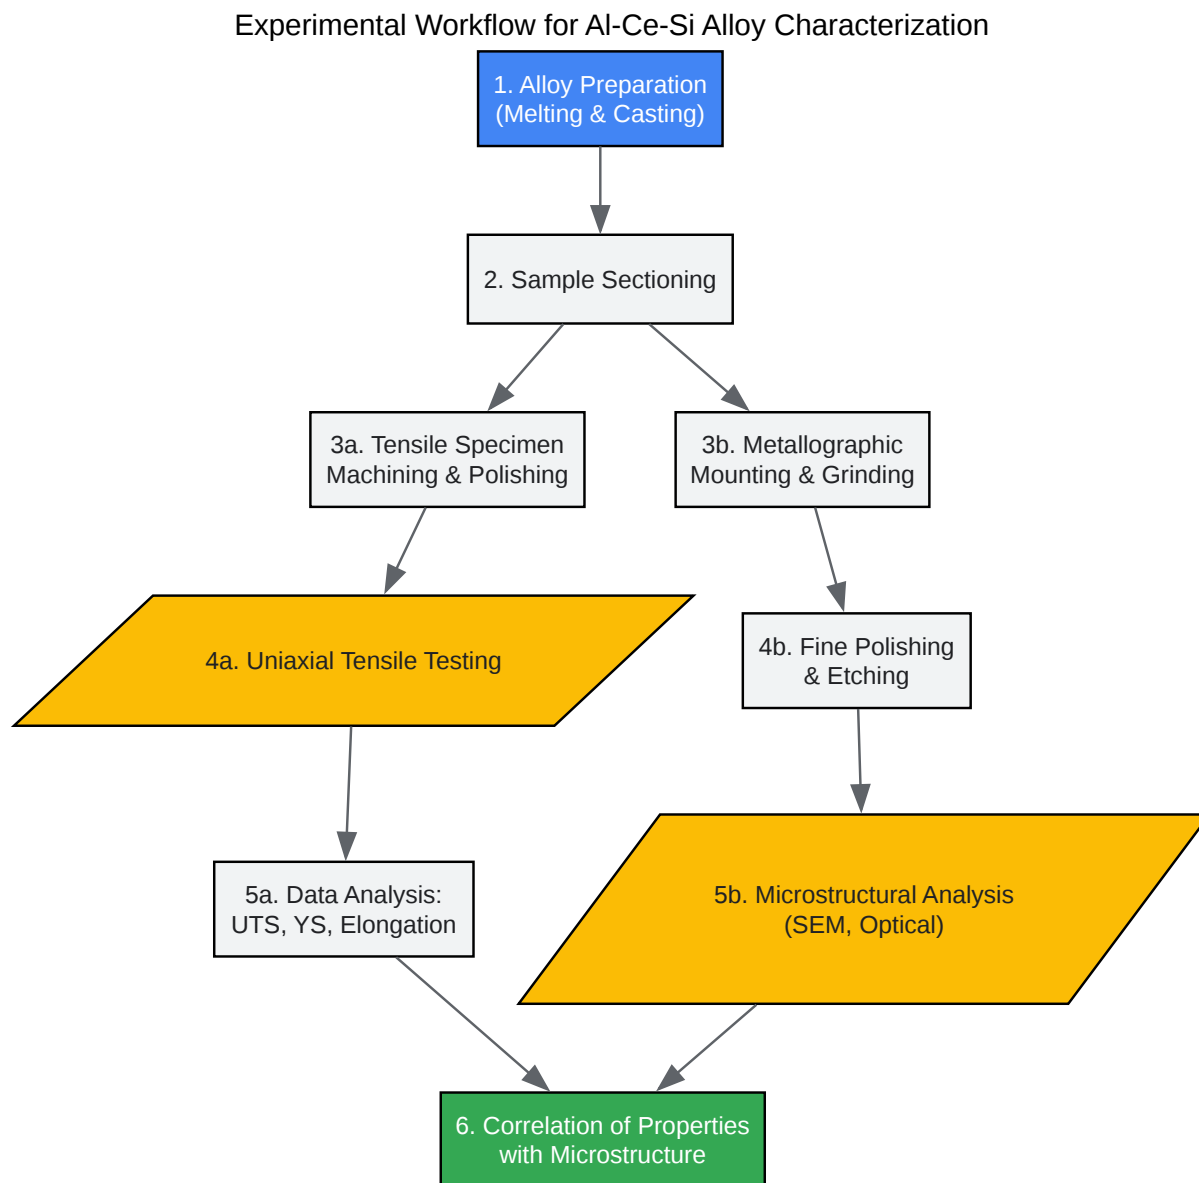 Experimental Workflow for Al-Ce-Si Alloy Characterization
1. Alloy Preparation
(Melting & Casting)
2. Sample Sectioning
3a. Tensile Specimen
Machining & Polishing
3b. Metallographic
Mounting & Grinding
4a. Uniaxial Tensile Testing
4b. Fine Polishing
& Etching
5a. Data Analysis:
UTS, YS, Elongation
5b. Microstructural Analysis
(SEM, Optical)
6. Correlation of Properties
with Microstructure